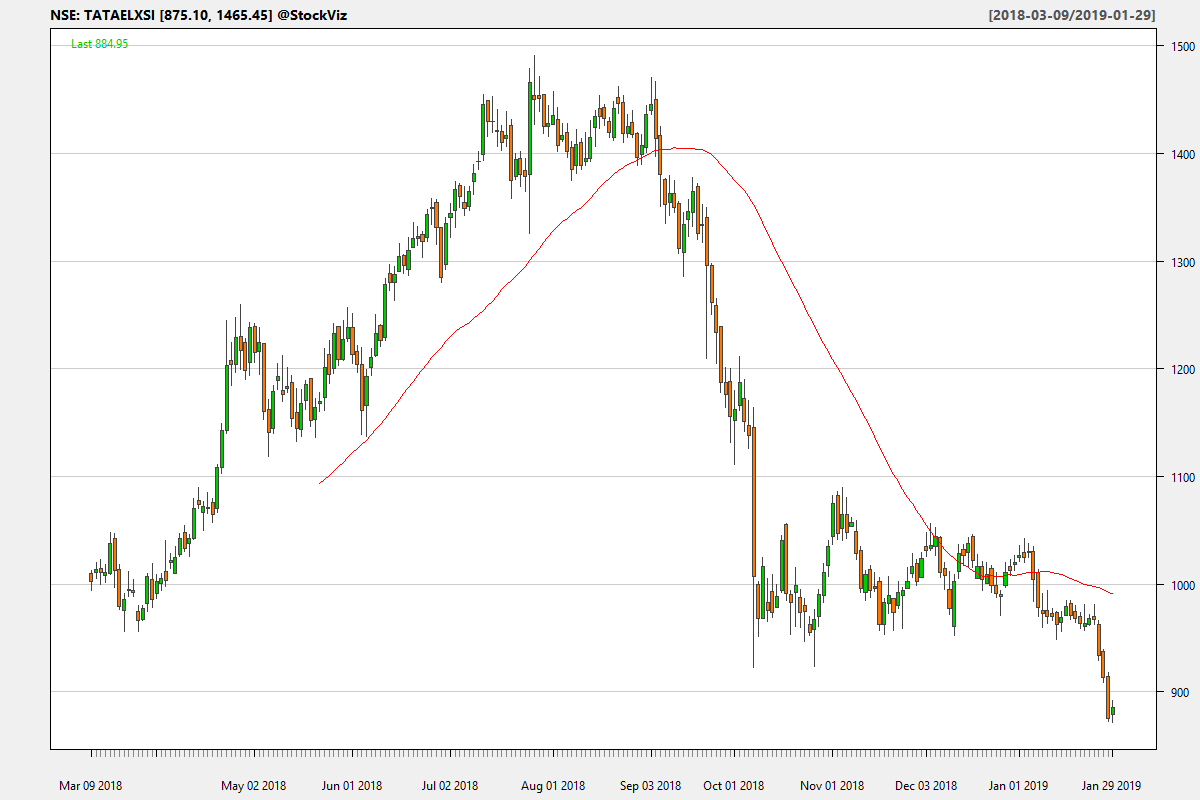 NSE: TATAELXSI [875.10, 1465.45] @StockViz
[2018-03-09/2019-01-29]
Last 884.95
1500
1400
1300
1200
1100
1000
900
Mar 09 2018
May 02 2018
Jun 01 2018
Jul 02 2018
Aug 01 2018
Sep 03 2018
Oct 01 2018
Nov 01 2018
Dec 03 2018
Jan 01 2019
Jan 29 2019